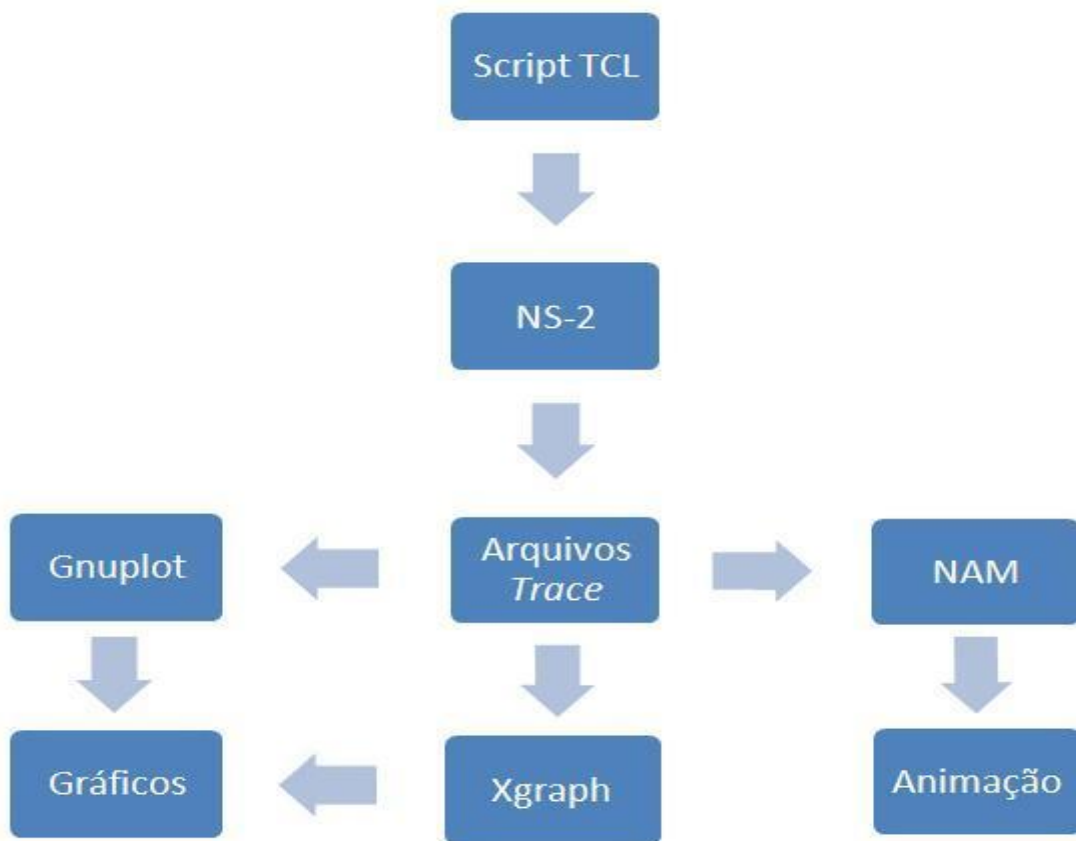 Script TCL
NS-2
Gnuplot
Arquivos
Trace
NAM
Gráficos
Xgraph
Animação